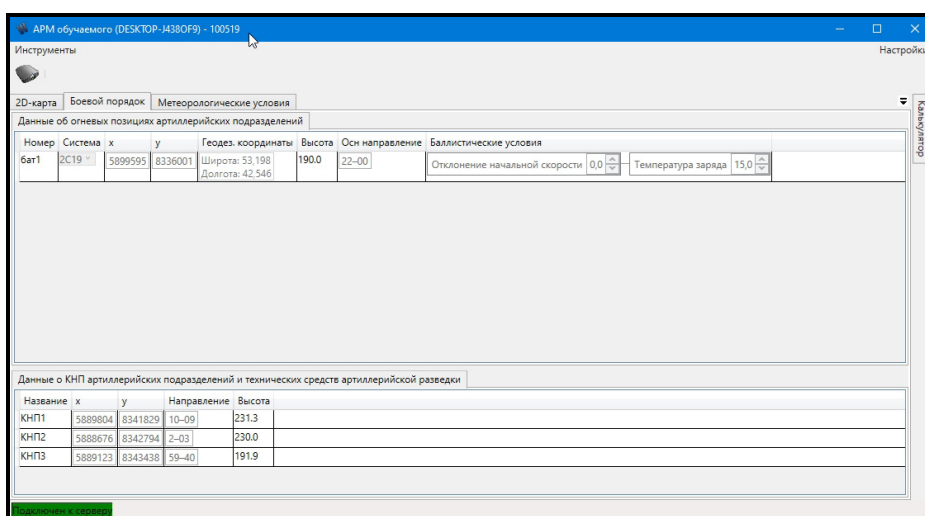 АРМ обучаемого (DESKTOP-J438OF9) - 100519
Инструменты Настройки
2D-карта Боевой порядок Метеорологические условия
Калькулятор
Данные об огневых позициях артиллерийских подразделений
Номер Система x y Геодез. координаты Высота Осн направление Баллистические условия
бат1 2С19 5899595 8336001 Широта: 53,198 190.0 22–00 Отклонение начальной скорости 0,0 Температура заряда 15,0
Долгота: 42,546
Данные о КНП артиллерийских подразделений и технических средств артиллерийской разведки
Название x y Направление Высота
КНП1 5889804 8341829 10–09 231.3
КНП2 5888676 8342794 2–03 230.0
КНП3 5889123 8343438 59–40 191.9
Подключен к серверу